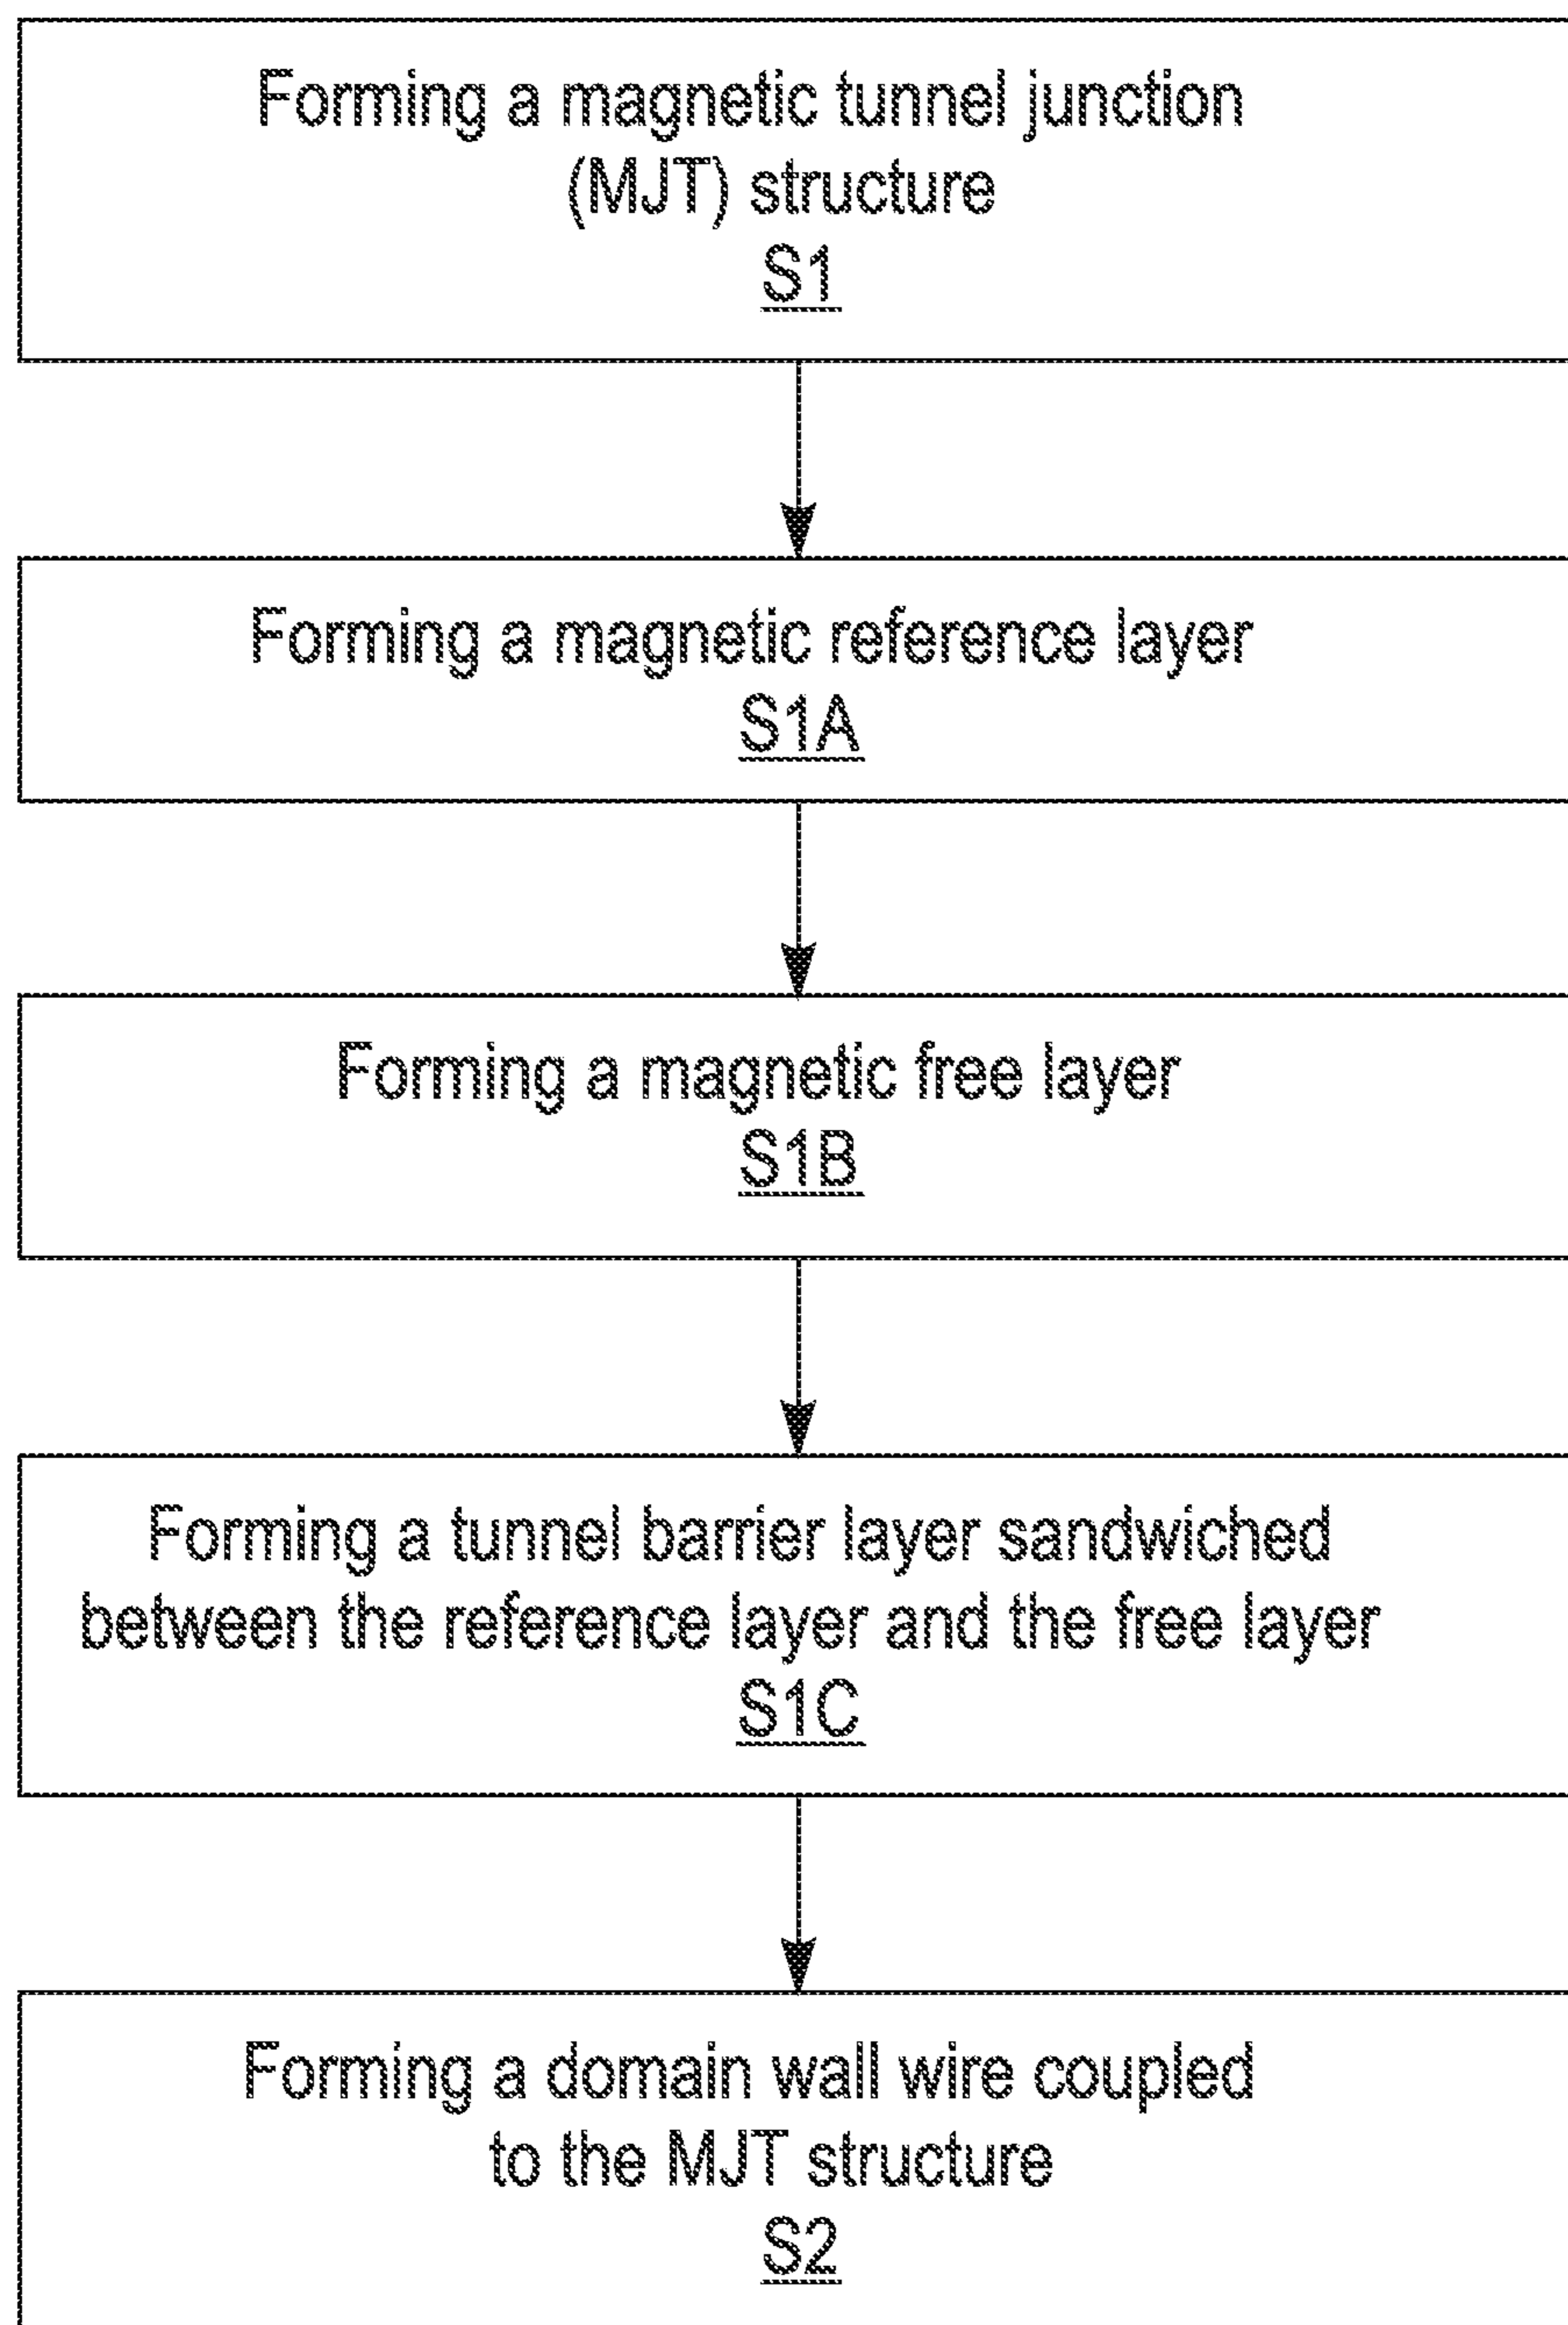 Forming a magnetic tunnel junction
(MJT) structure
S1
Forming a magnetic reference layer
S1A
Forming a magnetic free layer
S1B
Forming a tunnel barrier layer sandwiched
between the reference layer and the free layer
S1C
Forming a domain wall wire coupled
to the MJT structure
S2